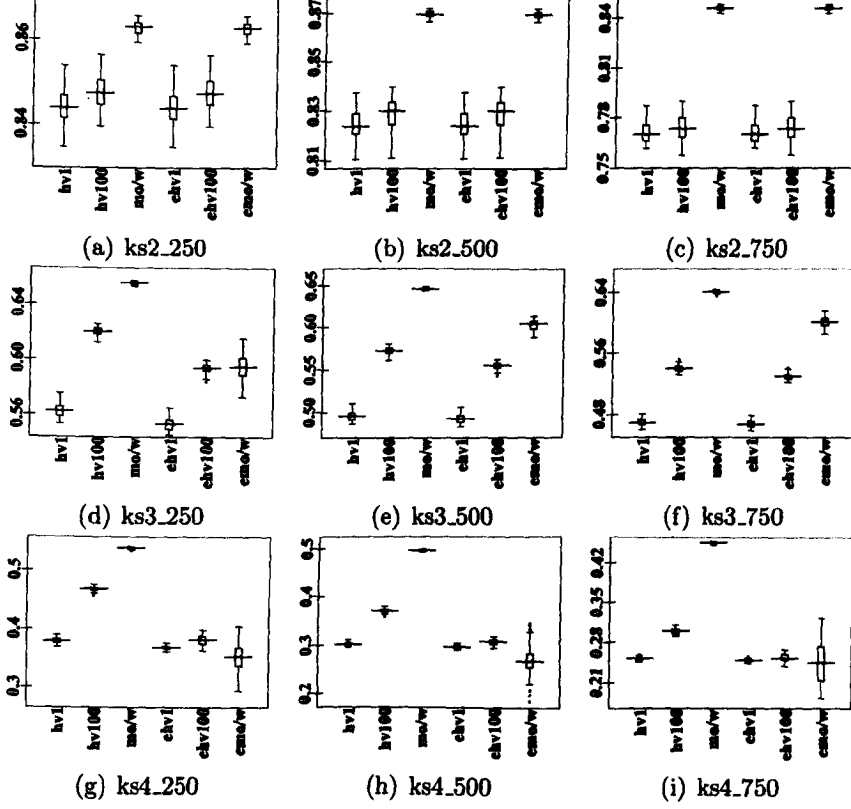 0.86
0.84
hv1 hv100 mo/w ehv1 ehv100 emo/w
(a) ks2_250
0.87
0.85
0.83
0.81
hv1 hv100 mo/w ehv1 ehv100 emo/w
(b) ks2_500
0.84
0.81
0.78
0.75
hv1 hv100 mo/w ehv1 ehv100 emo/w
(c) ks2_750
0.64
0.60
0.56
hv1 hv100 mo/w ehv1 ehv100 emo/w
(d) ks3_250
0.65
0.60
0.55
0.50
hv1 hv100 mo/w ehv1 ehv100 emo/w
(e) ks3_500
0.64
0.56
0.48
hv1 hv100 mo/w ehv1 ehv100 emo/w
(f) ks3_750
0.5
0.4
0.3
hv1 hv100 mo/w ehv1 ehv100 emo/w
(g) ks4_250
0.5
0.4
0.3
0.2
hv1 hv100 mo/w ehv1 ehv100 emo/w
(h) ks4_500
0.42
0.35
0.28
0.21
hv1 hv100 mo/w ehv1 ehv100 emo/w
(i) ks4_750